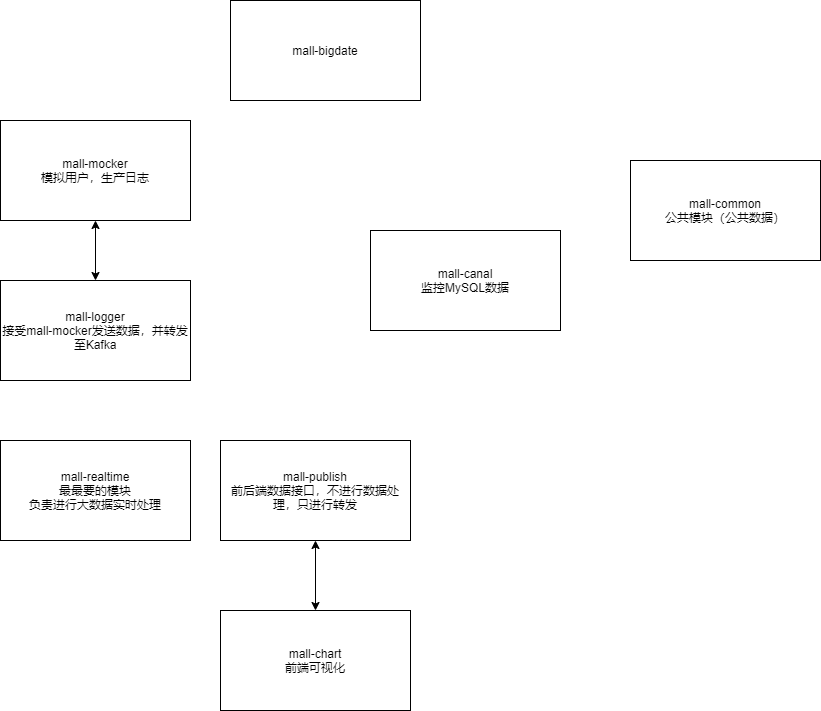 mall-bigdate
mall-mocker
模拟用户，生产日志
mall-common
公共模块（公共数据）
mall-canal
监控MySQL数据
mall-logger
接受mall-mocker发送数据，并转发
至Kafka
mall-realtime
最最要的模块
负责进行大数据实时处理
mall-publish
前后端数据接口，不进行数据处
理，只进行转发
mall-chart
前端可视化